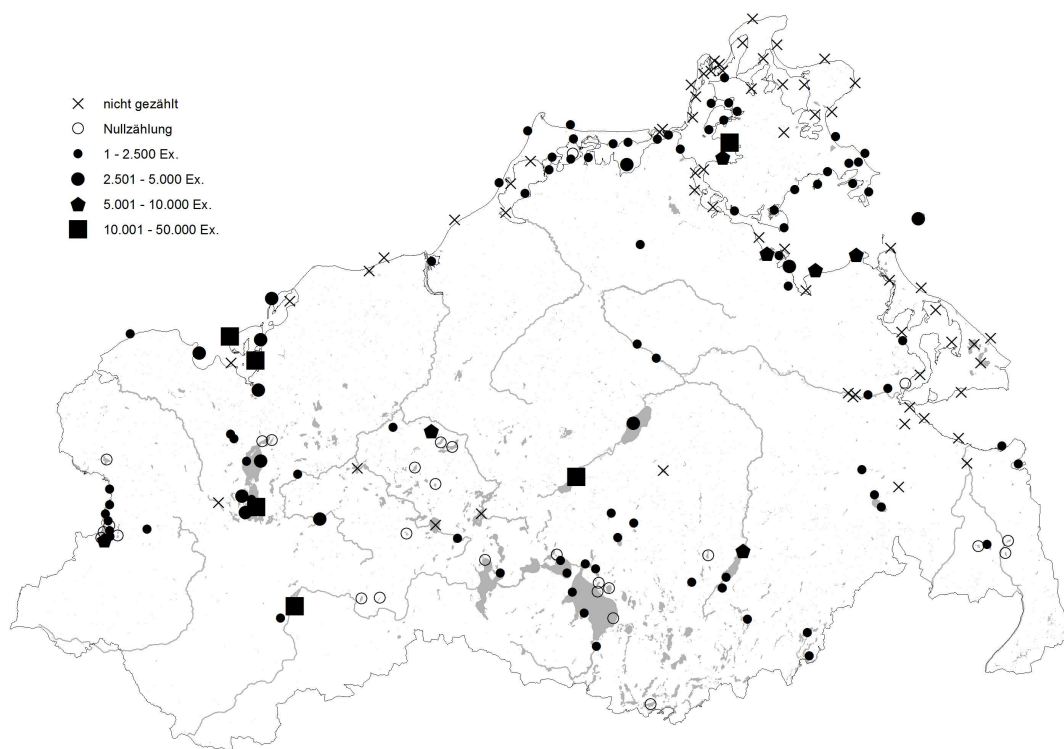 nicht gezählt
Nullzählung
1 - 2.500 Ex.
2.501 - 5.000 Ex.
5.001 - 10.000 Ex.
10.001 - 50.000 Ex.